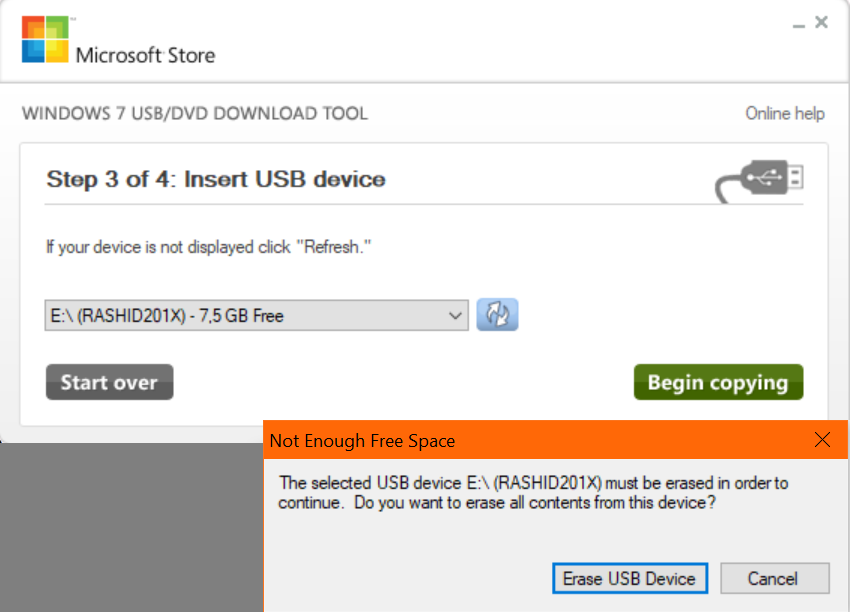 Microsoft Store
WINDOWS 7 USB/DVD DOWNLOAD TOOL
Online help
Step 3 of 4: Insert USB device
If your device is not displayed click "Refresh."
E:\ (RASHID201X) - 7,5 GB Free
Start over
Begin copying
Not Enough Free Space
The selected USB device E:\ (RASHID201X) must be erased in order to
continue.  Do you want to erase all contents from this device?
Erase USB Device
Cancel